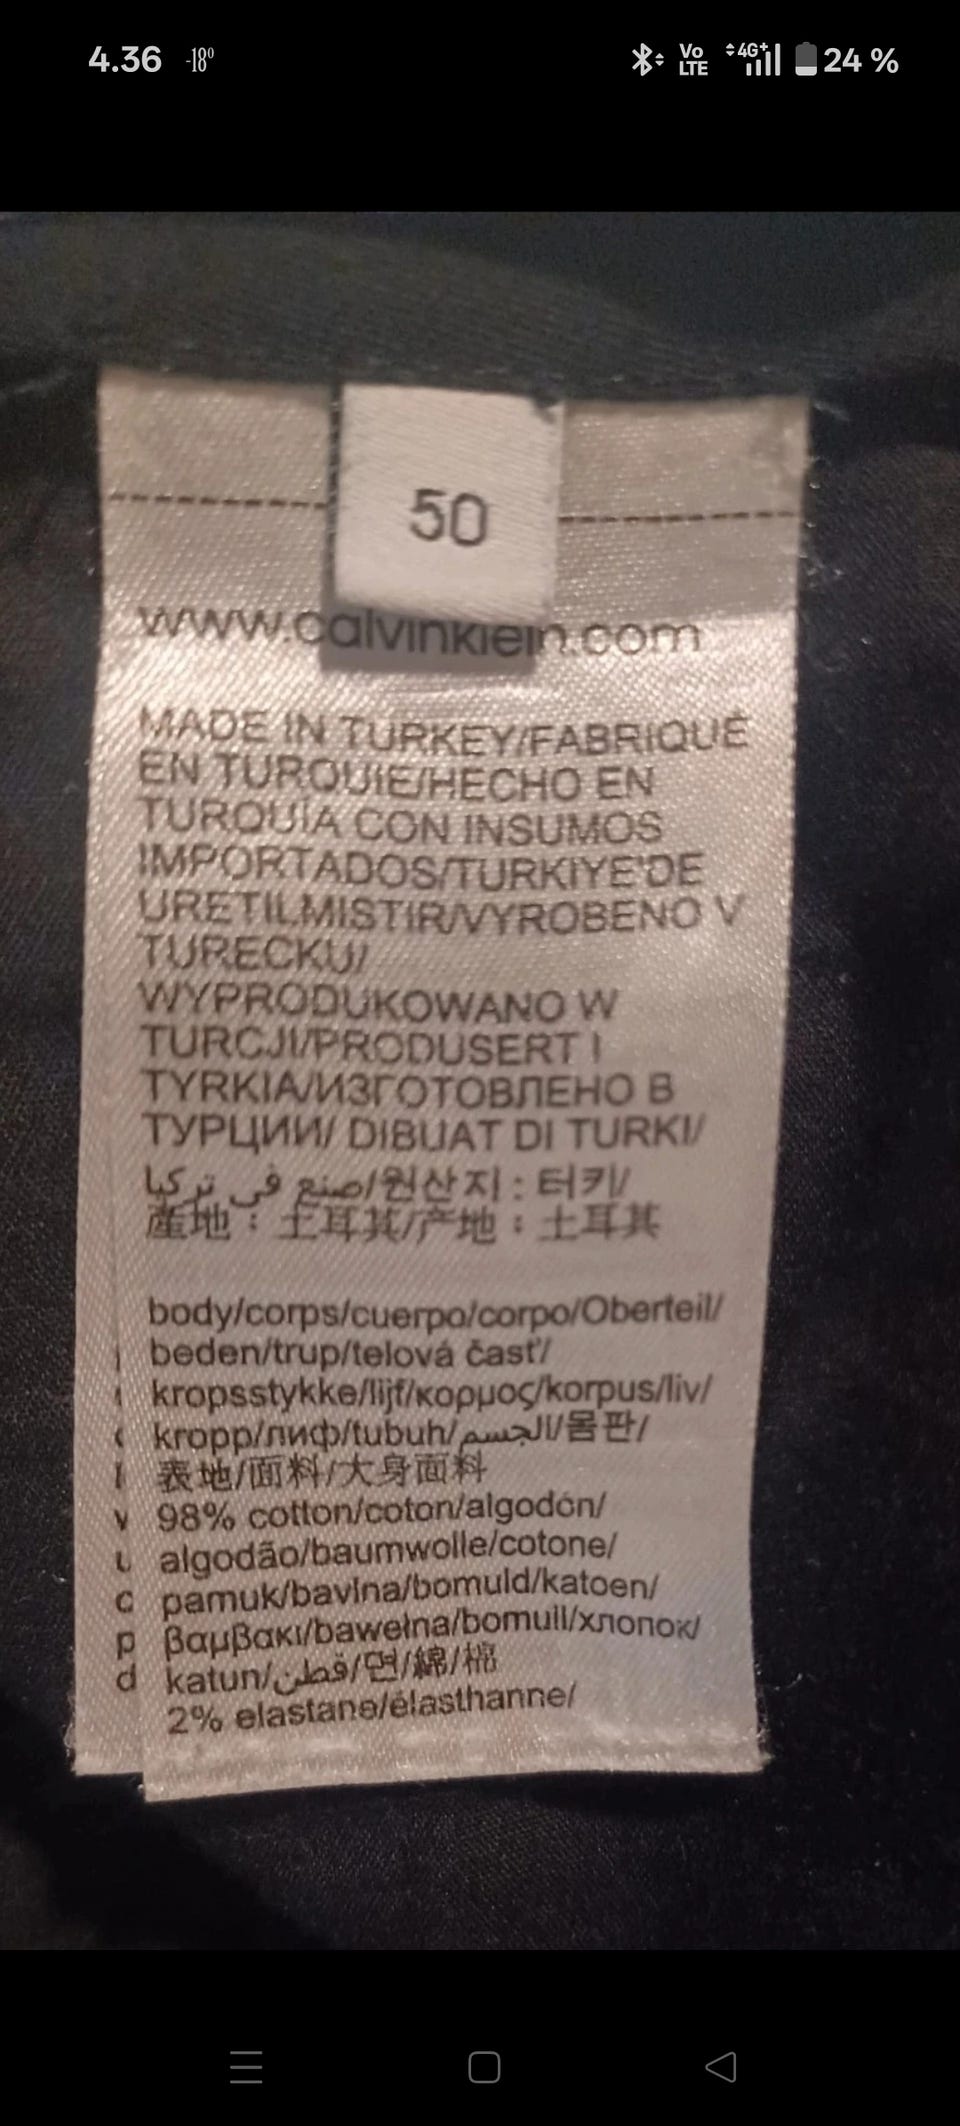 4.36 -18° Vo LTE 4G+ 24 %
50
www.calvinklein.com
MADE IN TURKEY/FABRIQUÉ
EN TURQUIE/HECHO EN
TURQUÍA CON INSUMOS
IMPORTADOS/TURKIYE'DE
URETILMISTIR/VYROBENO V
TURECKU/
WYPRODUKOWANO W
TURCJI/PRODUSERT I
TYRKIA/ИЗГОТОВЛЕНО В
ТУРЦИИ/ DIBUAT DI TURKI/
صنع في تركيا/원산지 : 터키/
産地：土耳其/产地：土耳其
body/corps/cuerpo/corpo/Oberteil/
beden/trup/telová časť/
kropsstykke/lijf/κορμος/korpus/liv/
kropp/лиф/tubuh/الجسم/몸판/
表地/面料/大身面料
98% cotton/coton/algodón/
algodão/baumwolle/cotone/
pamuk/bavlna/bomuld/katoen/
βαμβακι/bawełna/bomull/хлопок/
katun/قطن/면/綿/棉
2% elastane/élasthanne/